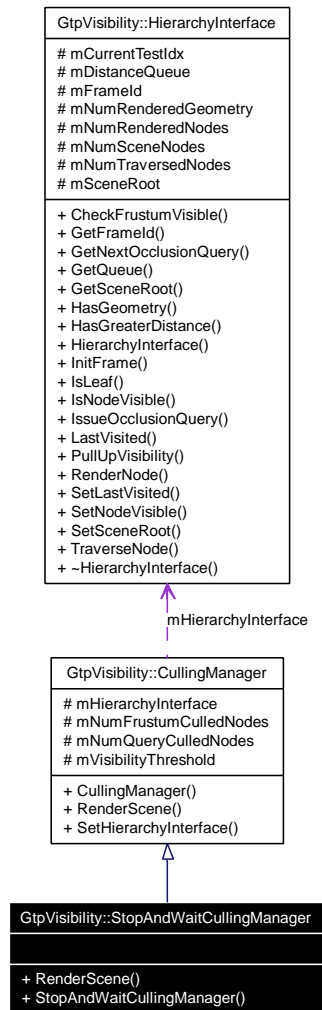 GtpVisibility::HierarchyInterface
# mCurrentTestIdx
# mDistanceQueue
# mFrameId
# mNumRenderedGeometry
# mNumRenderedNodes
# mNumSceneNodes
# mNumTraversedNodes
# mSceneRoot
+ CheckFrustumVisible()
+ GetFrameId()
+ GetNextOcclusionQuery()
+ GetQueue()
+ GetSceneRoot()
+ HasGeometry()
+ HasGreaterDistance()
+ HierarchyInterface()
+ InitFrame()
+ IsLeaf()
+ IsNodeVisible()
+ IssueOcclusionQuery()
+ LastVisited()
+ PullUpVisibility()
+ RenderNode()
+ SetLastVisited()
+ SetNodeVisible()
+ SetSceneRoot()
+ TraverseNode()
+ ~HierarchyInterface()
mHierarchyInterface
GtpVisibility::CullingManager
# mHierarchyInterface
# mNumFrustumCulledNodes
# mNumQueryCulledNodes
# mVisibilityThreshold
+ CullingManager()
+ RenderScene()
+ SetHierarchyInterface()
GtpVisibility::StopAndWaitCullingManager
+ RenderScene()
+ StopAndWaitCullingManager()